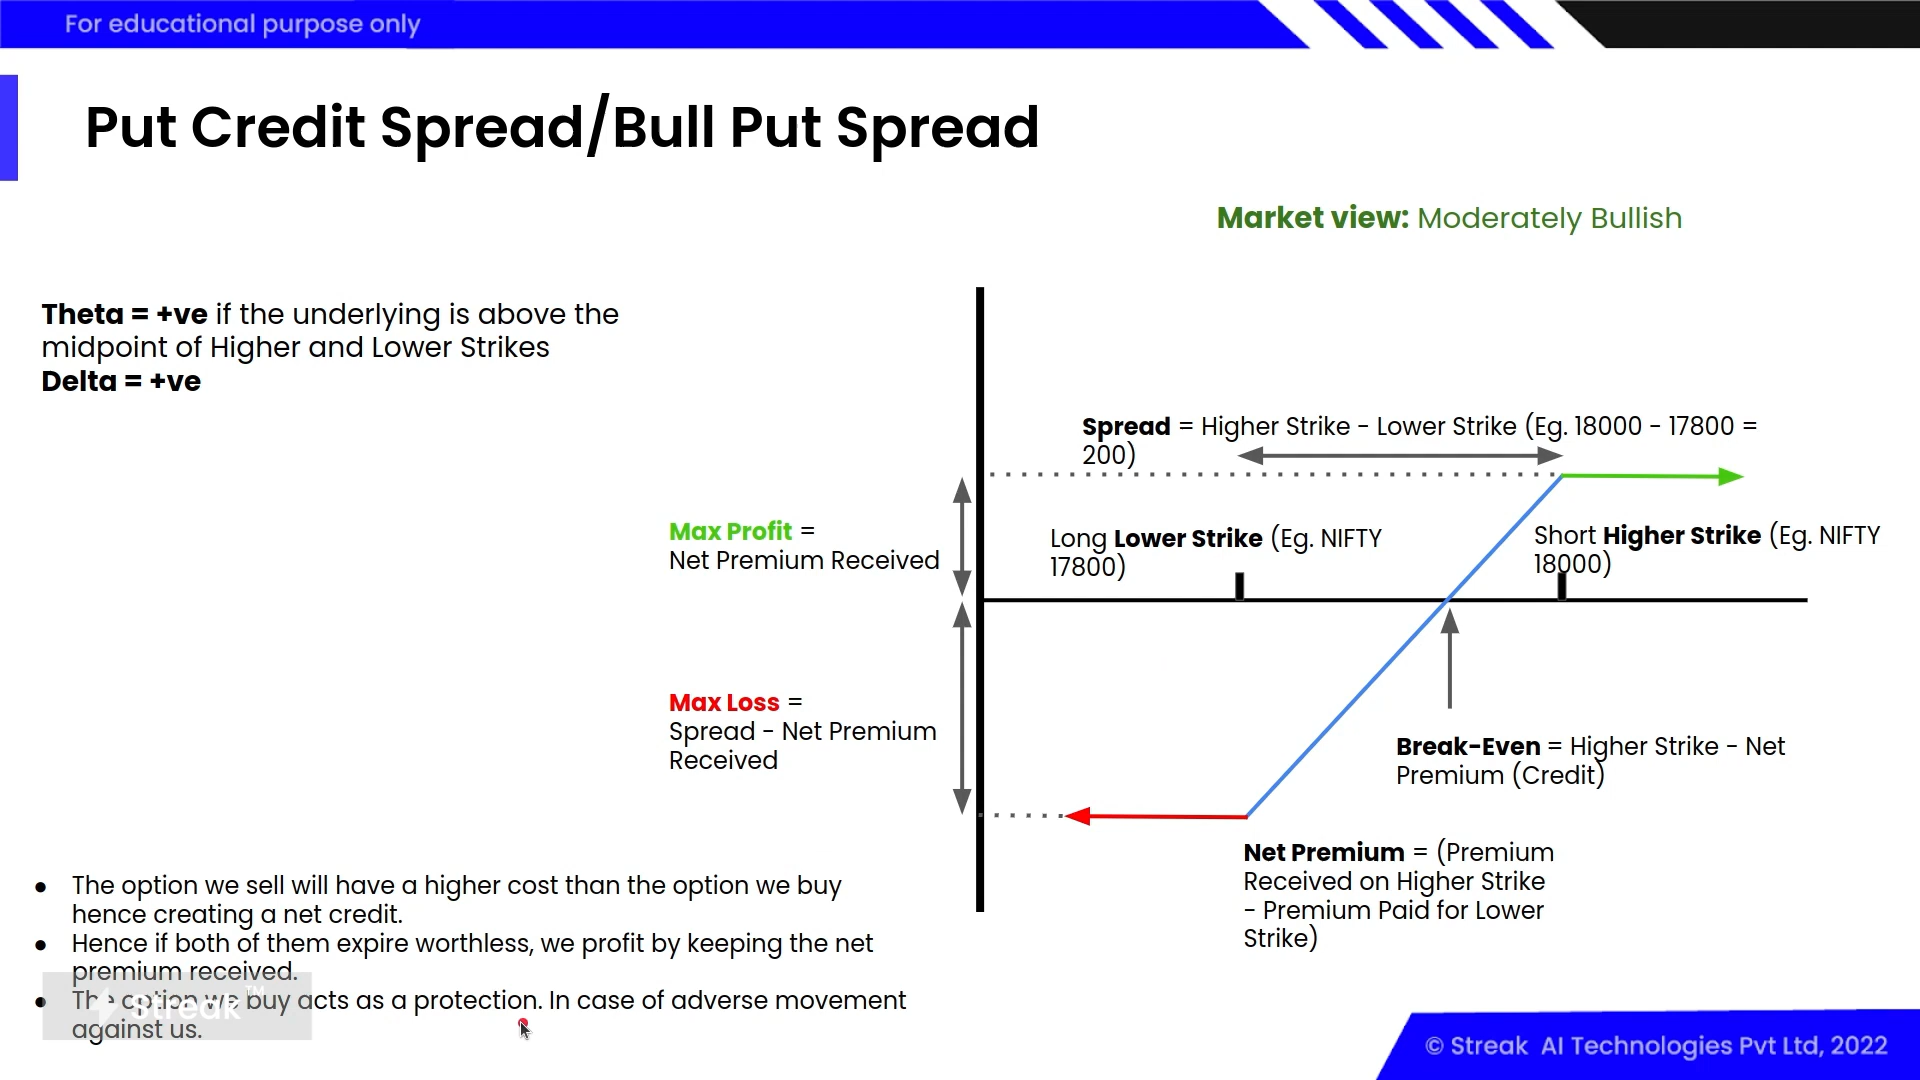 For educational purpose only
Put Credit Spread/Bull Put Spread
Market view: Moderately Bullish
Theta = +ve if the underlying is above the
midpoint of Higher and Lower Strikes
Delta = +ve
Spread = Higher Strike - Lower Strike (Eg. 18000 - 17800 =
200)
Max Profit =
Net Premium Received
Long Lower Strike (Eg. NIFTY
17800)
Short Higher Strike (Eg. NIFTY
18000)
Max Loss =
Spread - Net Premium
Received
Break-Even = Higher Strike - Net
Premium (Credit)
Net Premium = (Premium
Received on Higher Strike
- Premium Paid for Lower
Strike)
● The option we sell will have a higher cost than the option we buy
hence creating a net credit.
● Hence if both of them expire worthless, we profit by keeping the net
premium received.
● The option we buy acts as a protection. In case of adverse movement
against us.
Streak™
© Streak AI Technologies Pvt Ltd, 2022